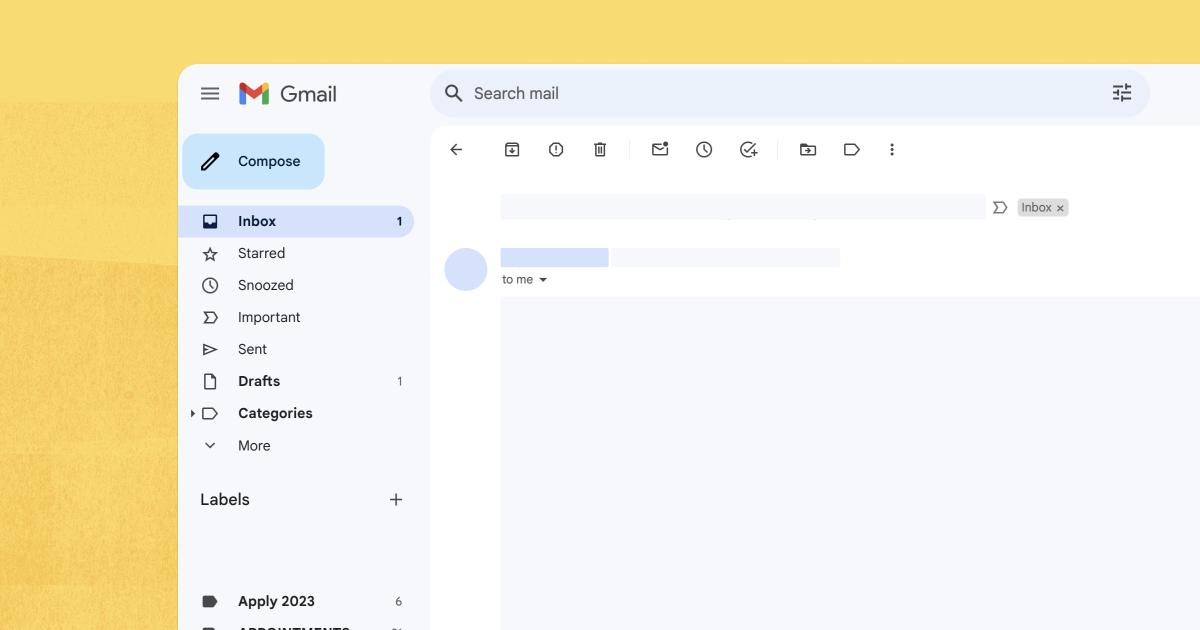 Gmail
Search mail
Compose
Inbox 1
Starred
Snoozed
Important
Sent
Drafts 1
Categories
More
Labels
Apply 2023 6
APPOINTMENTS
Inbox ×
to me